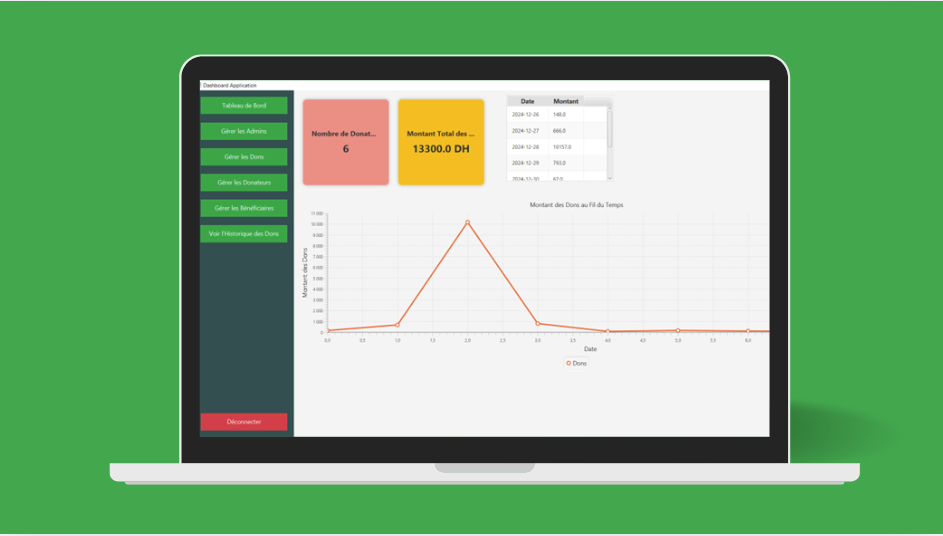 Dashboard Application
Tableau de Bord
Gérer les Admins
Gérer les Dons
Gérer les Donateurs
Gérer les Bénéficiaires
Voir l'Historique des Dons
Déconnecter
Nombre de Donat...
6
Montant Total des ...
13300.0 DH
Date Montant
2024-12-26 148.0
2024-12-27 666.0
2024-12-28 10157.0
2024-12-29 793.0
2024-12-30 67.0
Montant des Dons au Fil du Temps
Montant des Dons
11 000
10 000
9 000
8 000
7 000
6 000
5 000
4 000
3 000
2 000
1 000
0
0,0 0,5 1,0 1,5 2,0 2,5 3,0 3,5 4,0 4,5 5,0 5,5 6,0
Date
Dons